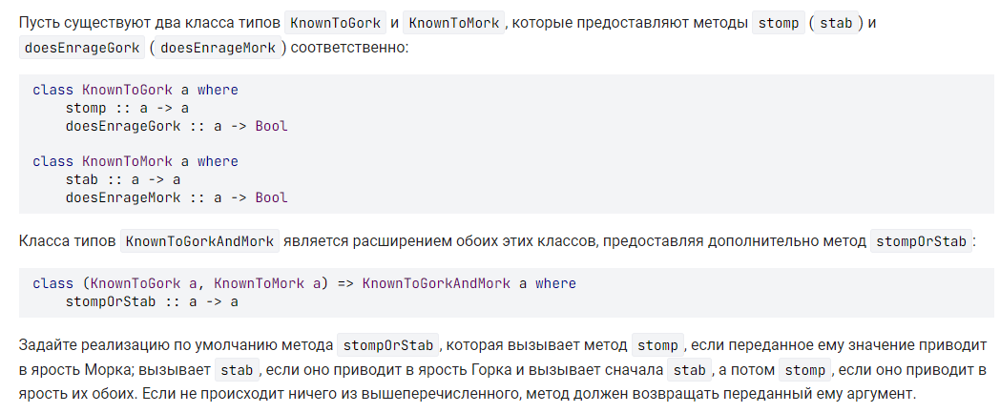 Пусть существуют два класса типов KnownToGork и KnownToMork, которые предоставляют методы stomp (stab) и
doesEnrageGork (doesEnrageMork) соответственно:
class KnownToGork a where
    stomp :: a -> a
    doesEnrageGork :: a -> Bool
class KnownToMork a where
    stab :: a -> a
    doesEnrageMork :: a -> Bool
Класса типов KnownToGorkAndMork является расширением обоих этих классов, предоставляя дополнительно метод stompOrStab:
class (KnownToGork a, KnownToMork a) => KnownToGorkAndMork a where
    stompOrStab :: a -> a
Задайте реализацию по умолчанию метода stompOrStab, которая вызывает метод stomp, если переданное ему значение приводит
в ярость Морка; вызывает stab, если оно приводит в ярость Горка и вызывает сначала stab, а потом stomp, если оно приводит в
ярость их обоих. Если не происходит ничего из вышеперечисленного, метод должен возвращать переданный ему аргумент.